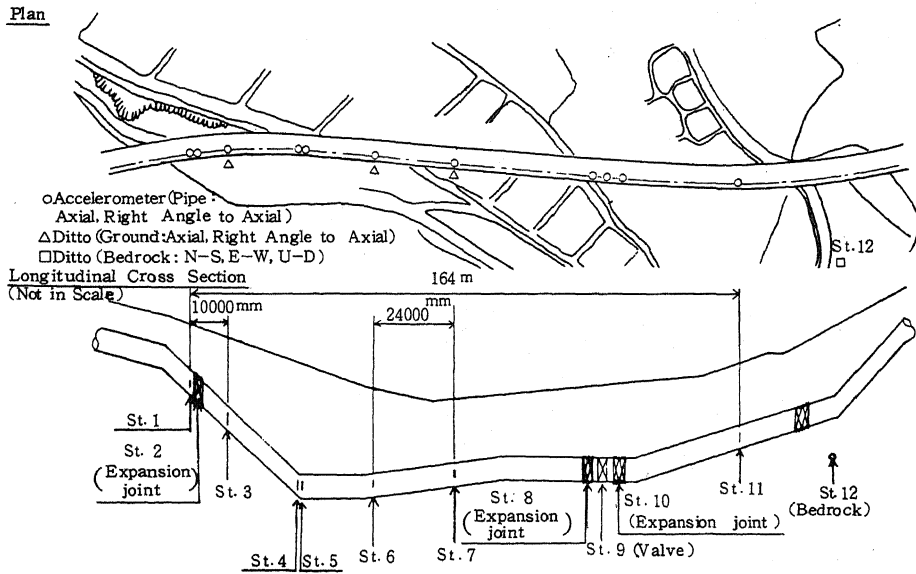 Plan
○Accelerometer(Pipe:
Axial, Right Angle to Axial)
△Ditto (Ground:Axial, Right Angle to Axial)
□Ditto (Bedrock: N-S, E-W, U-D)
St.12
Longitudinal Cross Section
(Not in Scale)
164 m
10000 mm
24000 mm
St. 1
St. 2
(Expansion)
joint
St.3
St.4
St.5
St.6
St.7
St. 8
(Expansion)
joint
St.9 (Valve)
St.10
(Expansion joint)
St.11
St.12
(Bedrock)